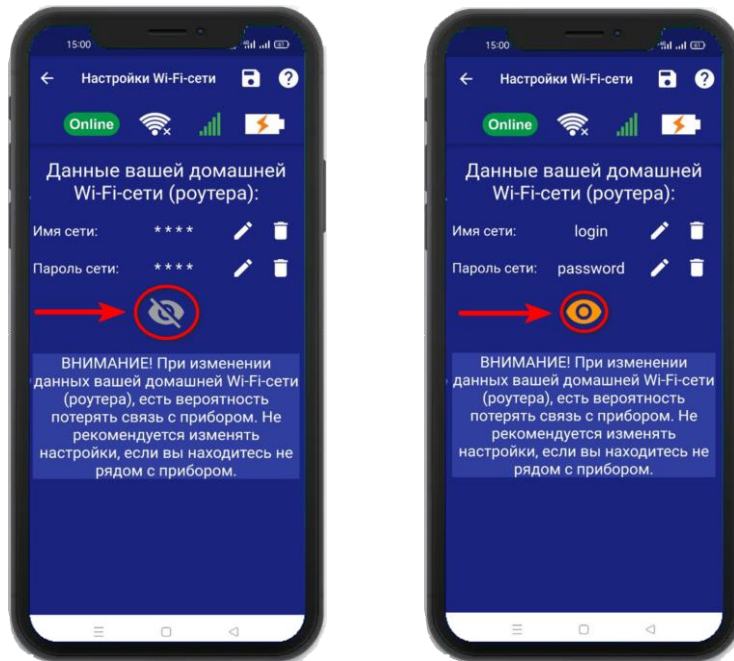 15:00
Настройки Wi-Fi-сети
Online
Данные вашей домашней
Wi-Fi-сети (роутера):
Имя сети: ****
Пароль сети: ****
ВНИМАНИЕ! При изменении
данных вашей домашней Wi-Fi-сети
(роутера), есть вероятность
потерять связь с прибором. Не
рекомендуется изменять
настройки, если вы находитесь не
рядом с прибором.
15:00
Настройки Wi-Fi-сети
Online
Данные вашей домашней
Wi-Fi-сети (роутера):
Имя сети: login
Пароль сети: password
ВНИМАНИЕ! При изменении
данных вашей домашней Wi-Fi-сети
(роутера), есть вероятность
потерять связь с прибором. Не
рекомендуется изменять
настройки, если вы находитесь не
рядом с прибором.